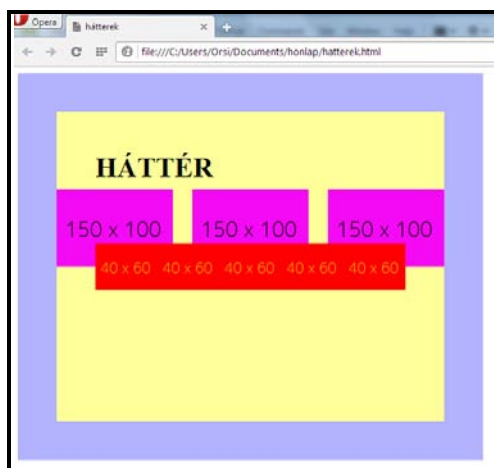 Opera
hátterek
file:///C:/Users/Orsi/Documents/honlap/hatterek.html
HÁTTÉR
150 x 100 150 x 100 150 x 100
40 x 60 40 x 60 40 x 60 40 x 60 40 x 60